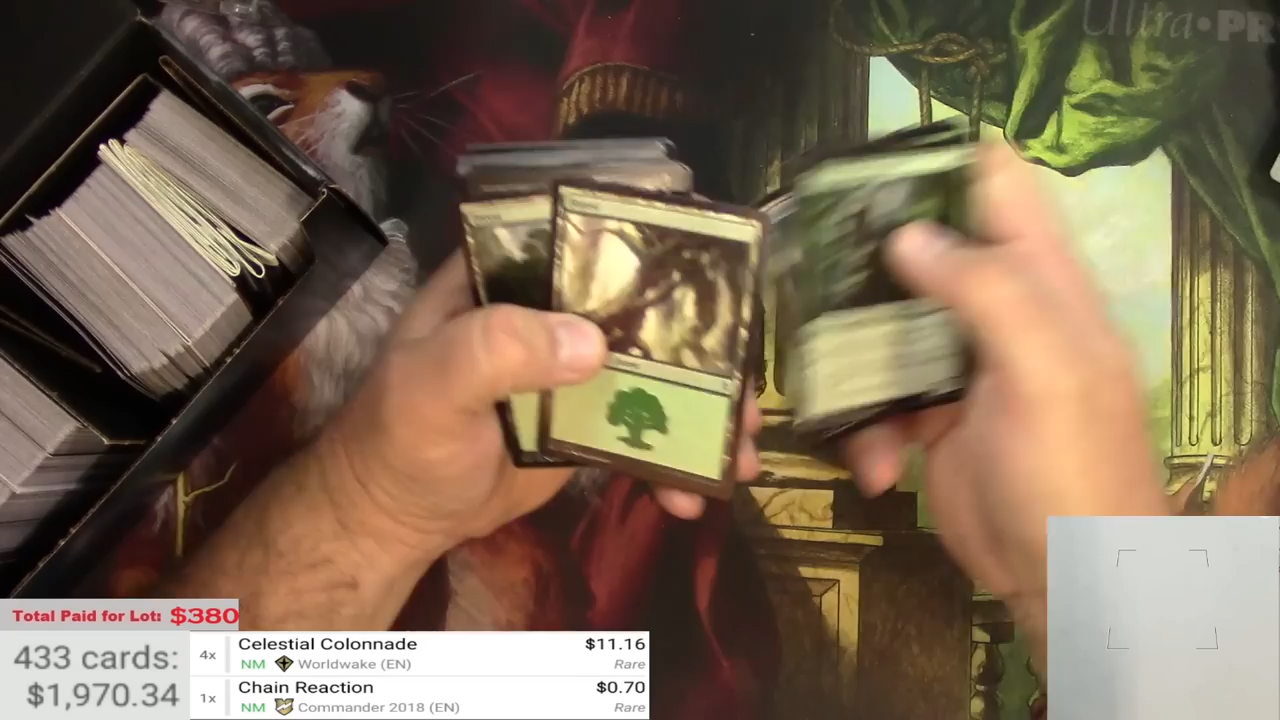 Ultra•PR
Total Paid for Lot: $380
433 cards:
$1,970.34
4x Celestial Colonnade $11.16
NM Worldwake (EN) Rare
1x Chain Reaction $0.70
NM Commander 2018 (EN) Rare